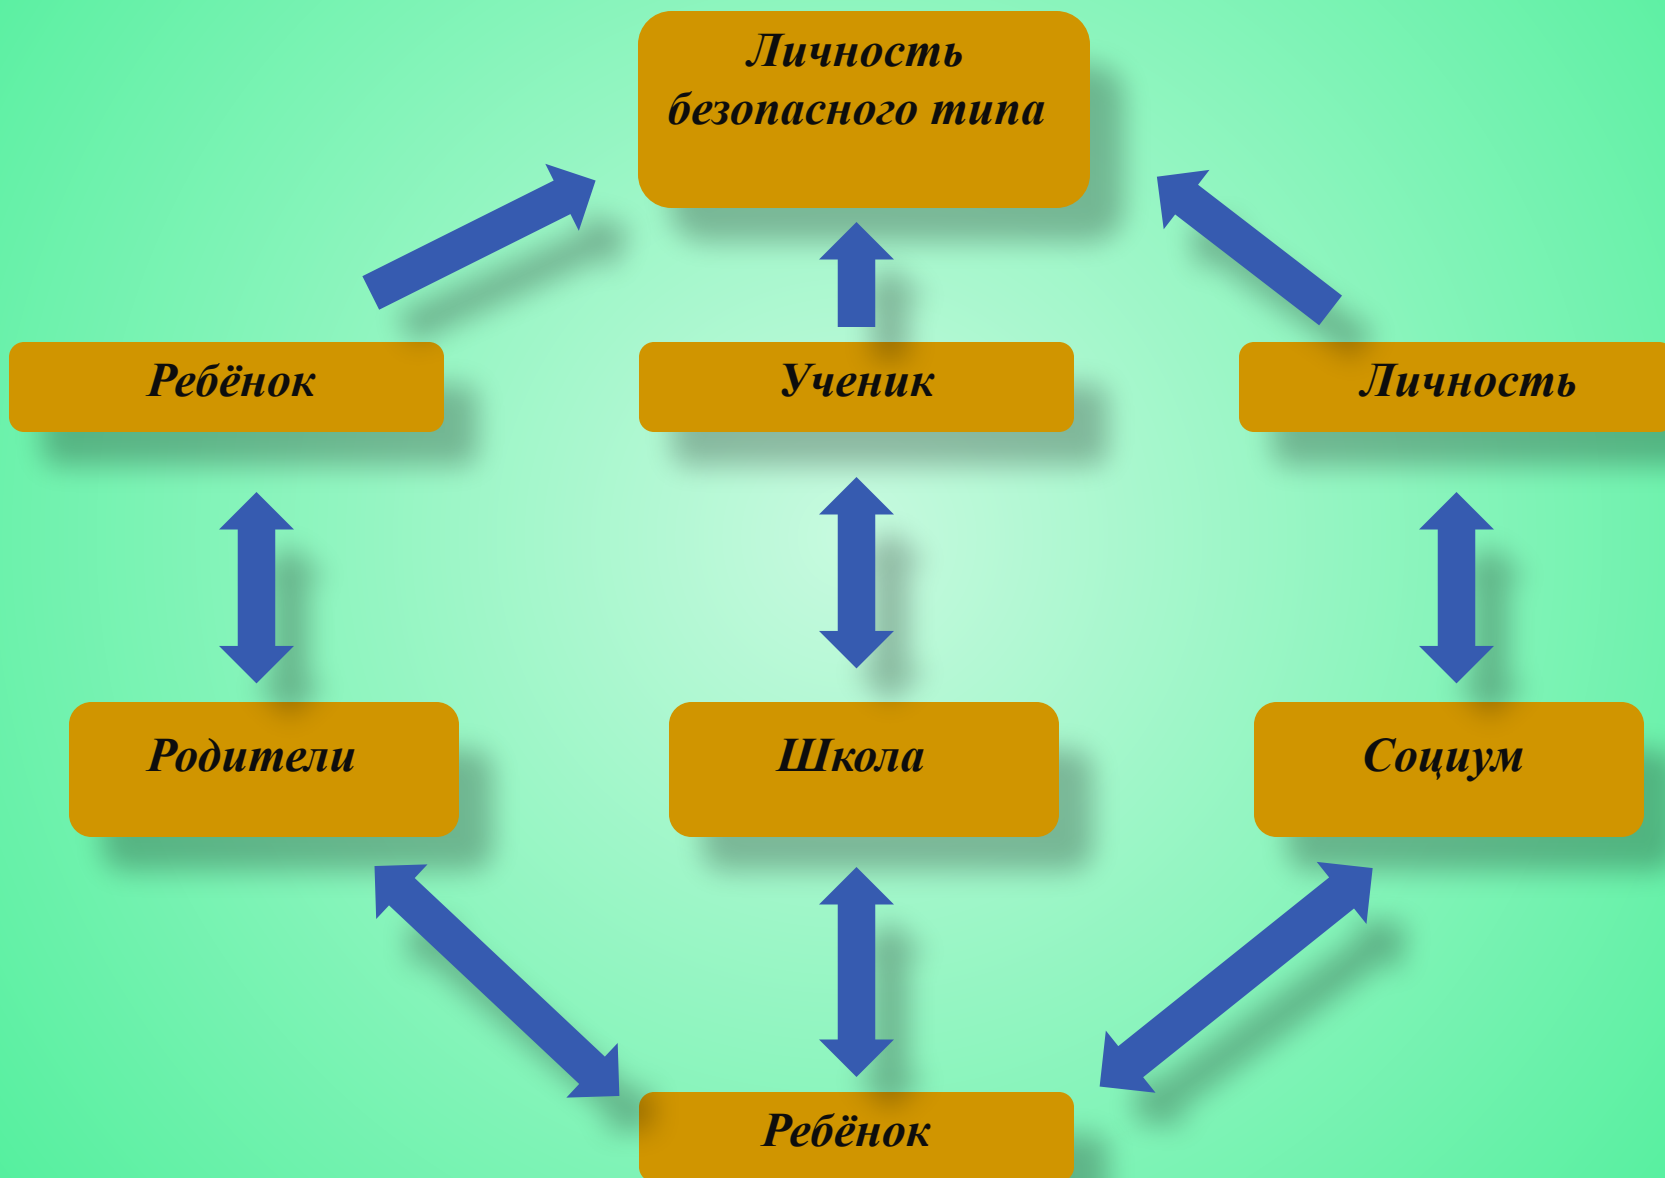 Личность
безопасного типа
Ребёнок
Ученик
Личность
Родители
Школа
Социум
Ребёнок